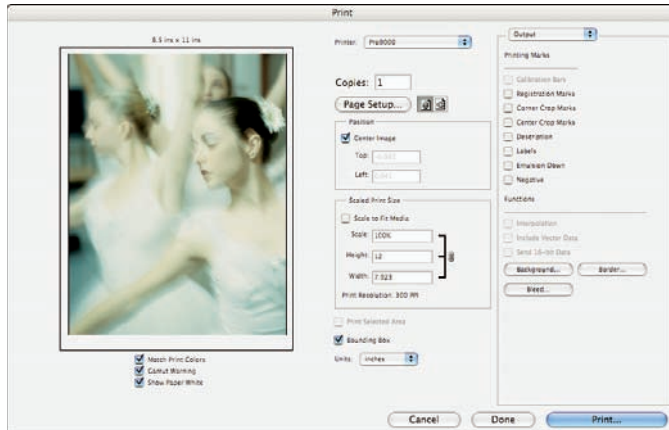 Print
8.5 ins x 11 ins
Match Print Colors
Gamut Warning
Show Paper White
Printer: Pro9000
Copies: 1
Page Setup...
Position
Center Image
Top:
Left:
Scaled Print Size
Scale to Fit Media
Scale: 100%
Height: 12
Width: 7.923
Print Resolution: 300 PPI
Print Selected Area
Bounding Box
Units: inches
Output
Printing Marks
Calibration Bars
Registration Marks
Corner Crop Marks
Center Crop Marks
Description
Labels
Emulsion Down
Negative
Functions
Interpolation
Include Vector Data
Send 16-bit Data
Background...
Border...
Bleed...
Cancel
Done
Print...